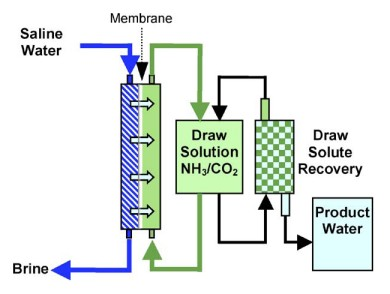 Membrane
Saline
Water
Draw
Solution
NH₃/CO₂
Draw
Solute
Recovery
Product
Water
Brine